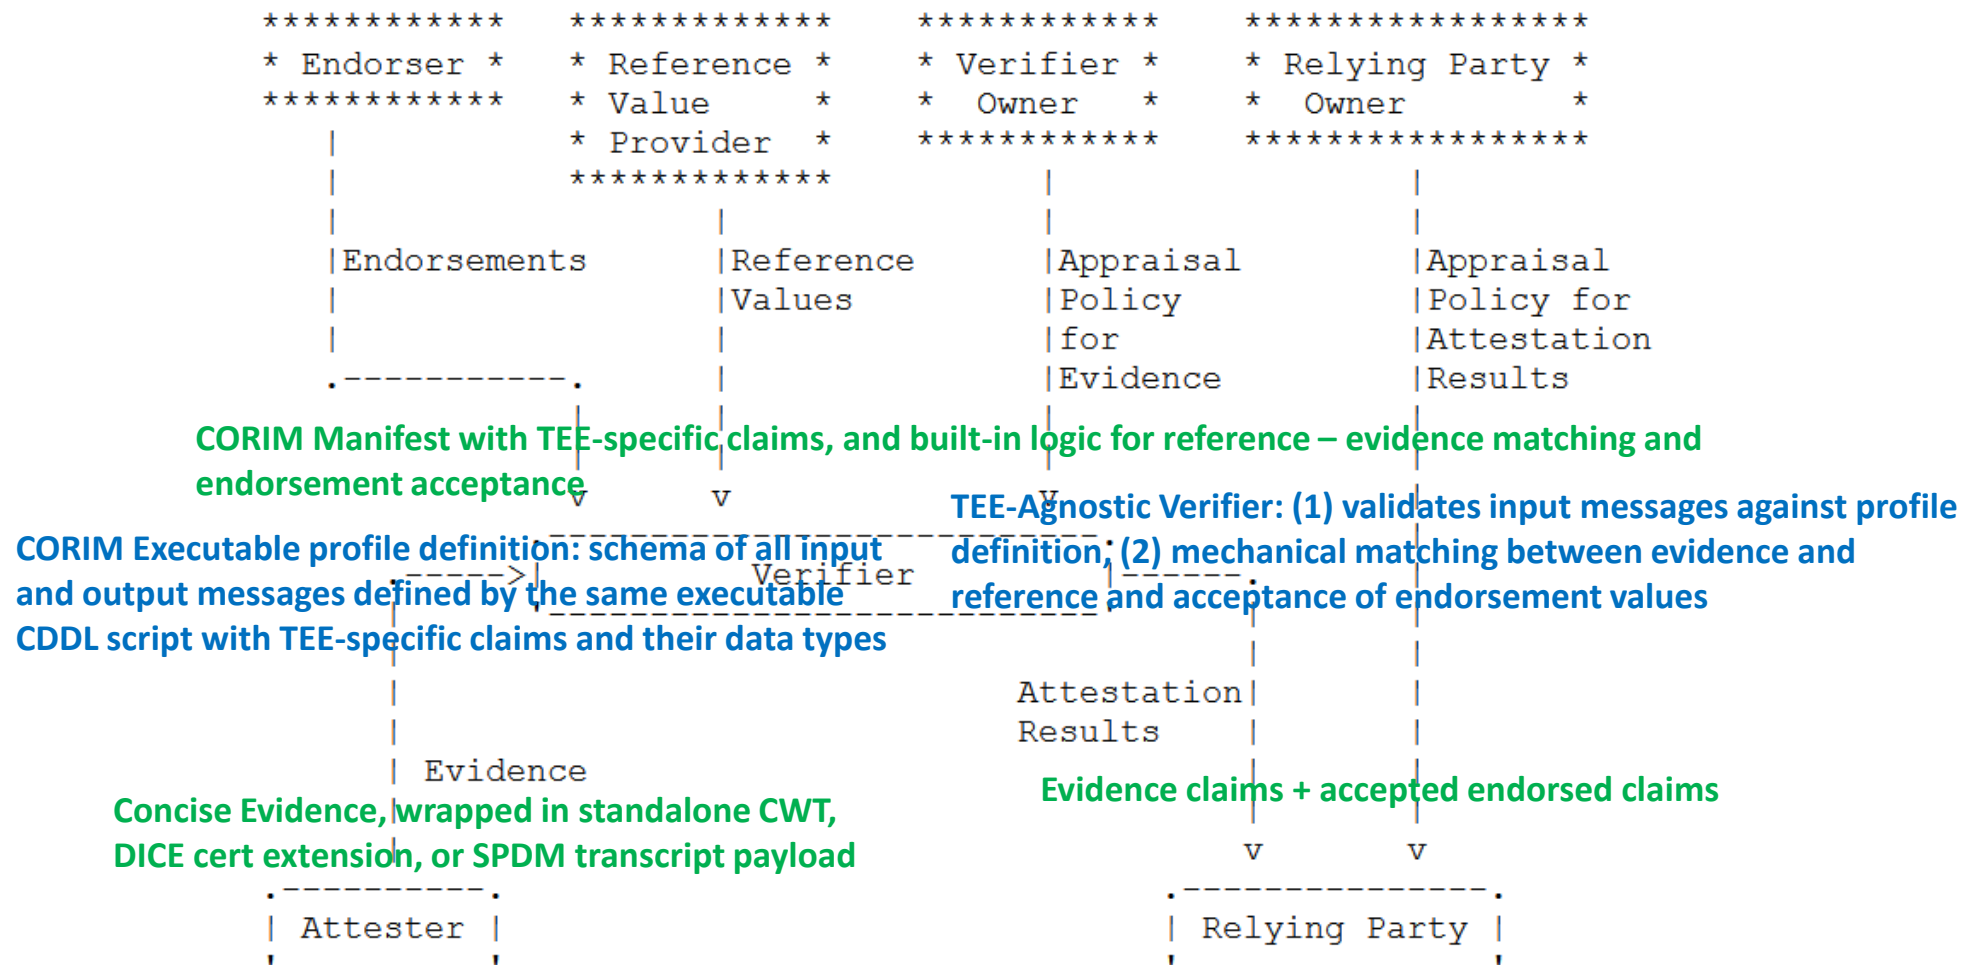 ************ ************* ************ *****************
* Endorser * * Reference * * Verifier * * Relying Party *
************ * Value * * Owner * * Owner *
| * Provider * ************ *****************
| ************* | |
| | | |
|Endorsements |Reference |Appraisal |Appraisal
| |Values |Policy |Policy for
| | |for |Attestation
.-----------. | |Evidence |Results
CORIM Manifest with TEE-specific claims, and built-in logic for reference – evidence matching and
endorsement acceptance
v v v
TEE-Agnostic Verifier: (1) validates input messages against profile
definition, (2) mechanical matching between evidence and
reference and acceptance of endorsement values
CORIM Executable profile definition: schema of all input
and output messages defined by the same executable
CDDL script with TEE-specific claims and their data types
.----->| Verifier |------.
Attestation|
Results | |
| Evidence
Evidence claims + accepted endorsed claims
Concise Evidence, wrapped in standalone CWT,
DICE cert extension, or SPDM transcript payload
v v
.----------. .---------------.
| Attester | | Relying Party |
' ' ' '